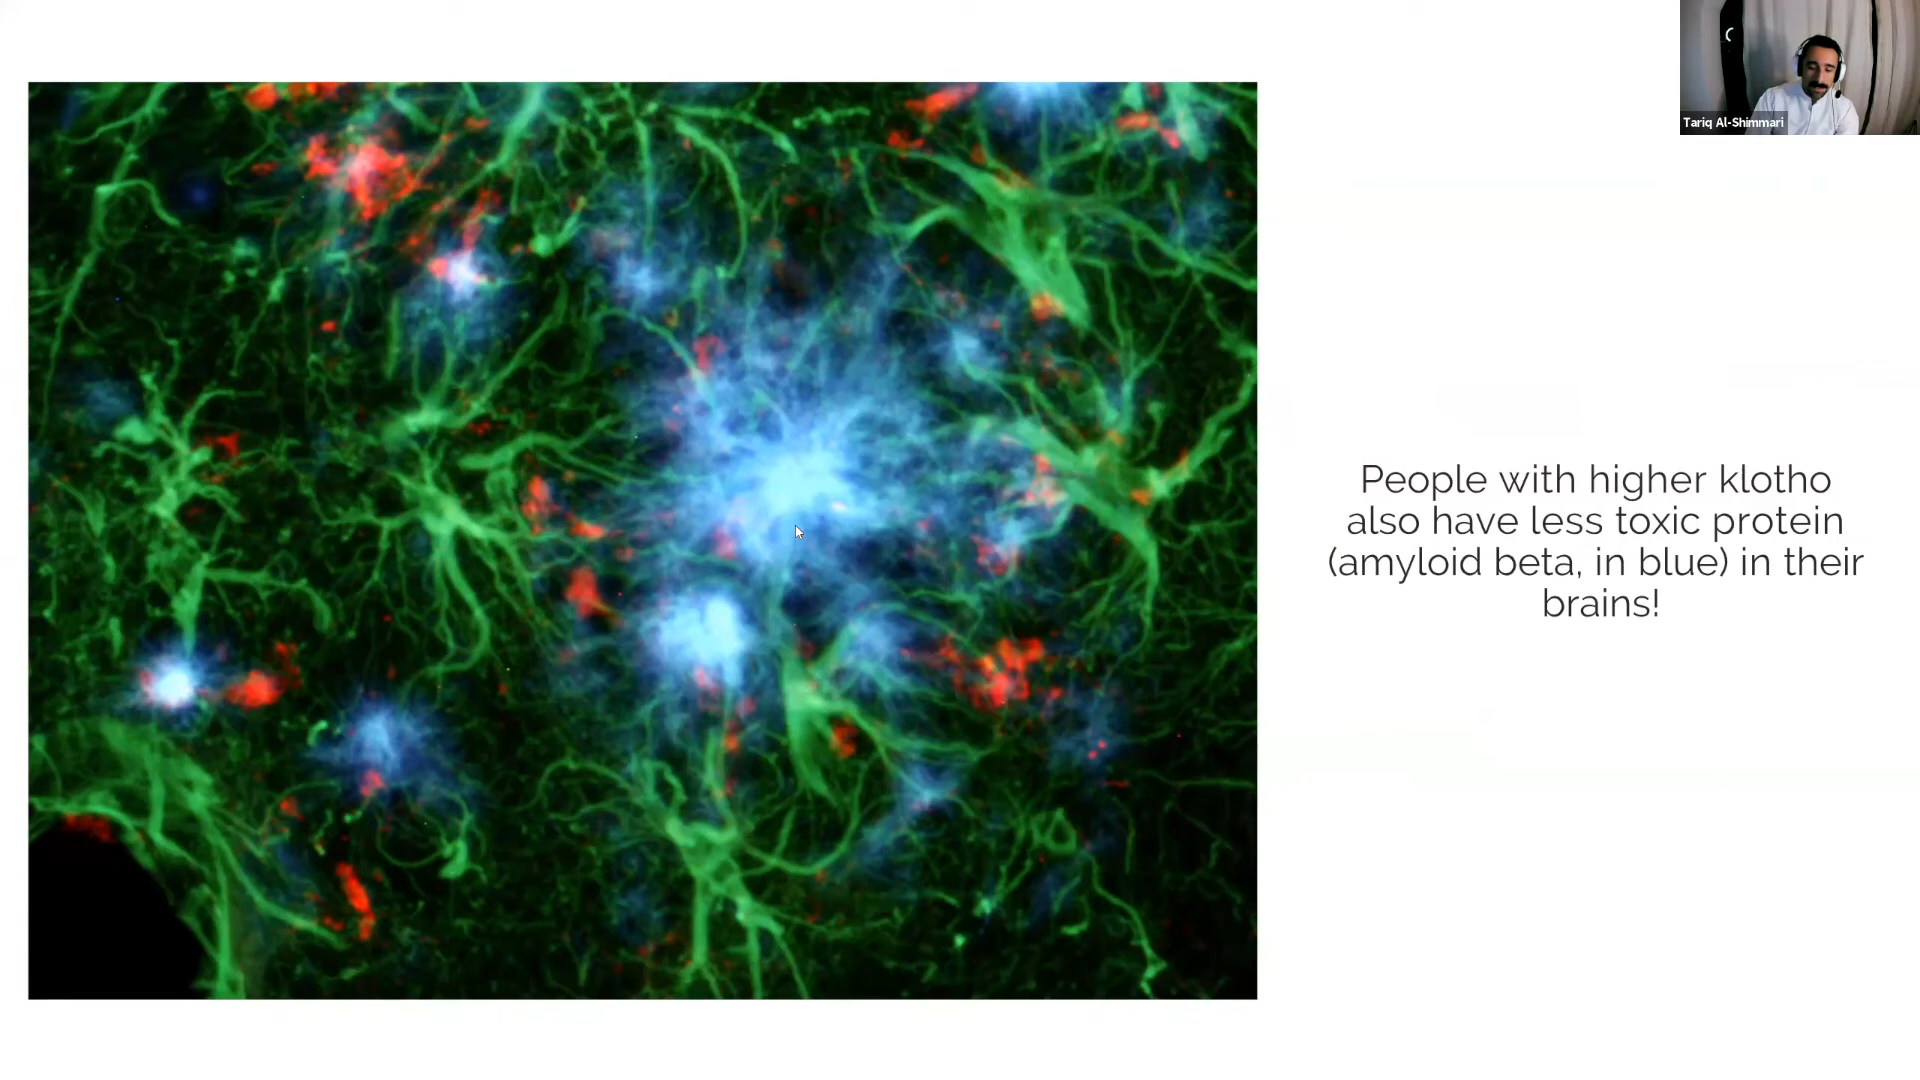 Tariq Al-Shimmari
People with higher klotho
also have less toxic protein
(amyloid beta, in blue) in their
brains!